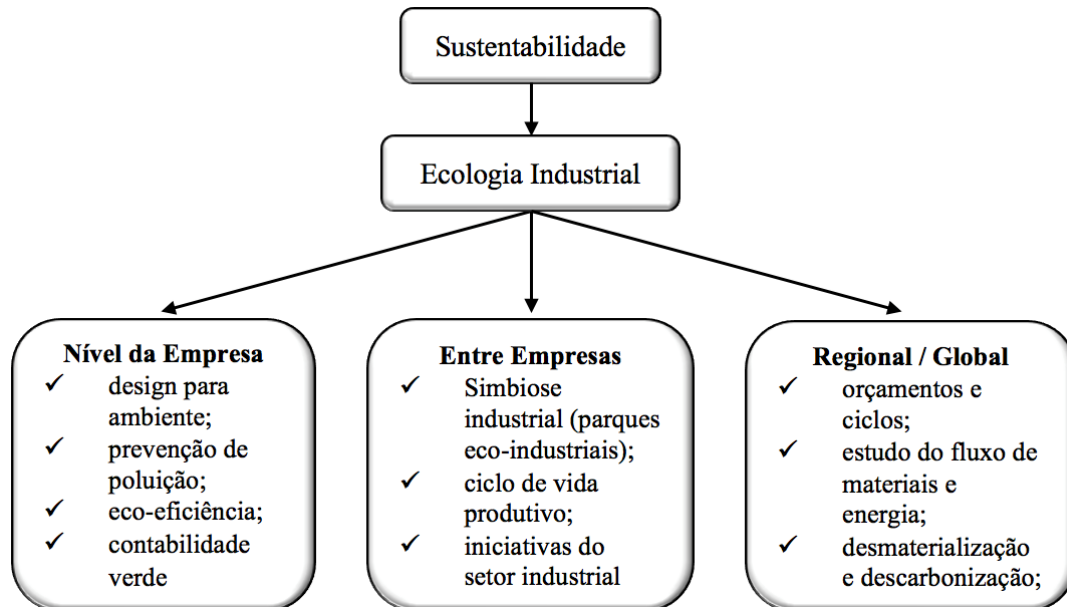 Sustentabilidade
Ecologia Industrial
Nível da Empresa
✓ design para
ambiente;
✓ prevenção de
poluição;
✓ eco-eficiência;
✓ contabilidade
verde
Entre Empresas
✓ Simbiose
industrial (parques
eco-industriais);
✓ ciclo de vida
produtivo;
✓ iniciativas do
setor industrial
Regional / Global
✓ orçamentos e
ciclos;
✓ estudo do fluxo de
materiais e
energia;
✓ desmaterialização
e descarbonização;